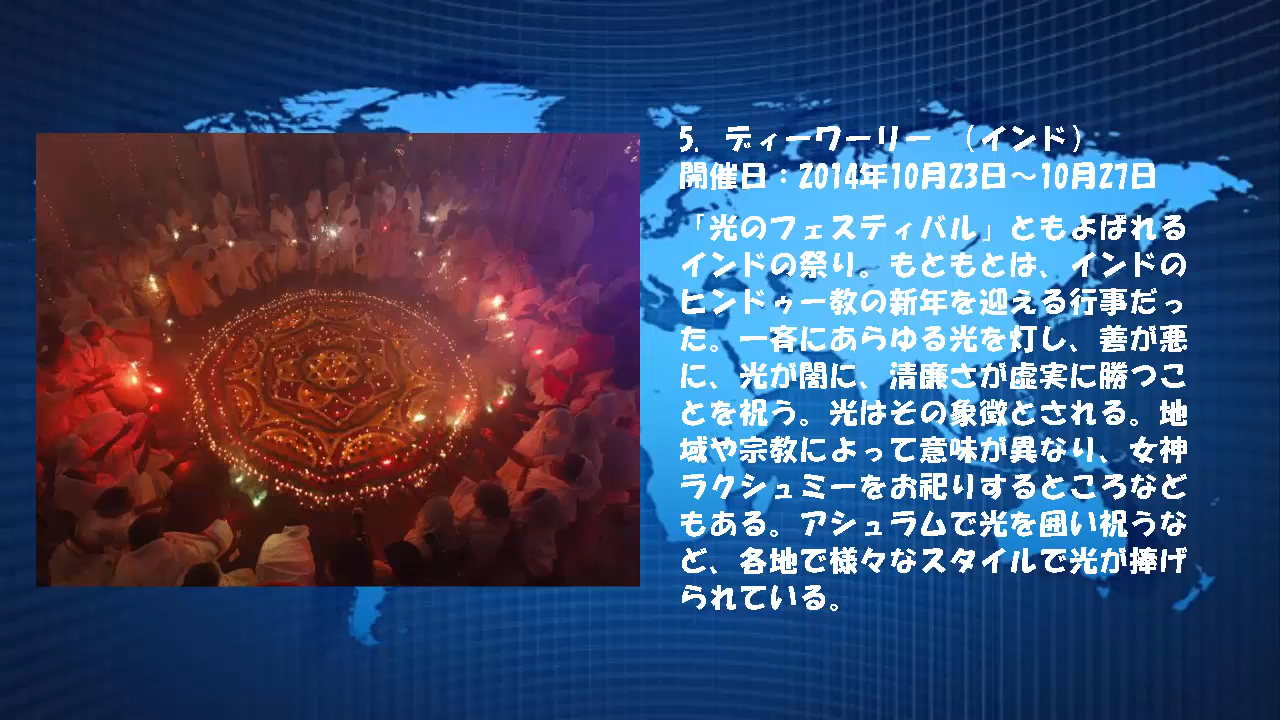 5. ディーワーリー （インド）
開催日：2014年10月23日～10月27日
「光のフェスティバル」ともよばれる
インドの祭り。もともとは、インドの
ヒンドゥー教の新年を迎える行事だっ
た。一斉にあらゆる光を灯し、善が悪
に、光が闇に、清廉さが虚実に勝つこ
とを祝う。光はその象徴とされる。地
域や宗教によって意味が異なり、女神
ラクシュミーをお祀りするところなど
もある。アシュラムで光を囲い祝うな
ど、各地で様々なスタイルで光が捧げ
られている。